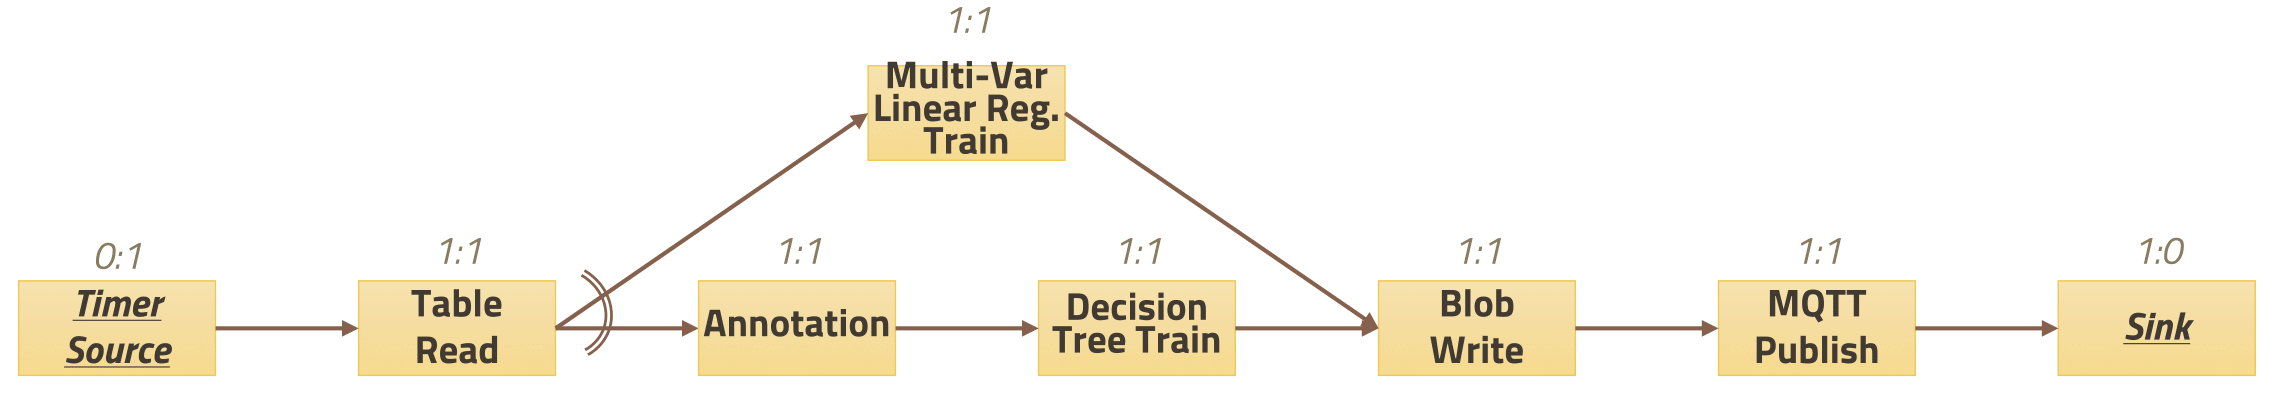 1:1
Multi-Var
Linear Reg.
Train
0:1
Timer
Source
1:1
Table
Read
1:1
Annotation
1:1
Decision
Tree Train
1:1
Blob
Write
1:1
MQTT
Publish
1:0
Sink